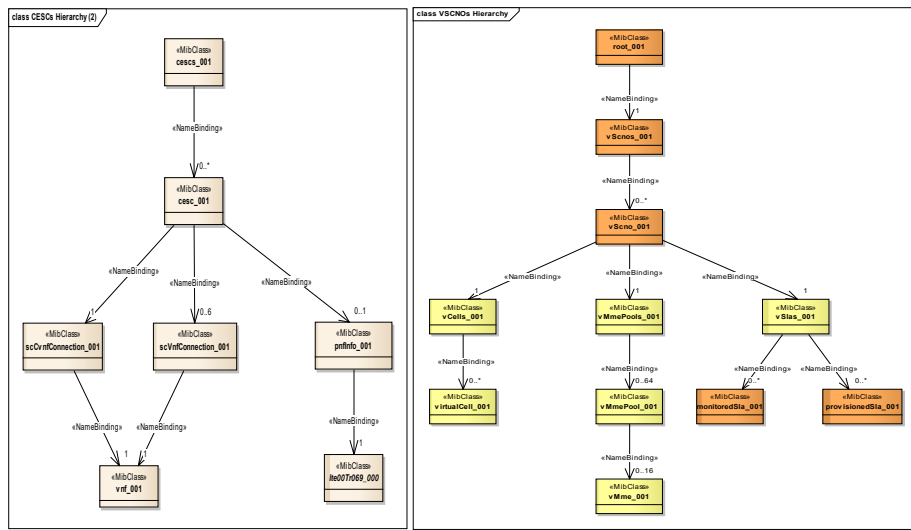 class CESCs Hierarchy (2)
«MibClass»
cescs_001
«NameBinding»
0..*
«MibClass»
cesc_001
«NameBinding»
«NameBinding»
«NameBinding»
1
0..6
0..1
«MibClass»
scCvnfConnection_001
«MibClass»
scVnfConnection_001
«MibClass»
pnfInfo_001
«NameBinding»
«NameBinding»
«NameBinding»
1
1
1
«MibClass»
vnf_001
«MibClass»
lte00Tr069_000
class VSCNOs Hierarchy
«MibClass»
root_001
«NameBinding»
1
«MibClass»
vScnos_001
«NameBinding»
0..*
«MibClass»
vScno_001
«NameBinding»
«NameBinding»
«NameBinding»
1
1
1
«MibClass»
vCells_001
«MibClass»
vMmePools_001
«MibClass»
vSlas_001
«NameBinding»
«NameBinding»
«NameBinding»
«NameBinding»
0..*
0..64
0..*
0..*
«MibClass»
virtualCell_001
«MibClass»
vMmePool_001
«MibClass»
monitoredSla_001
«MibClass»
provisionedSla_001
«NameBinding»
0..16
«MibClass»
vMme_001